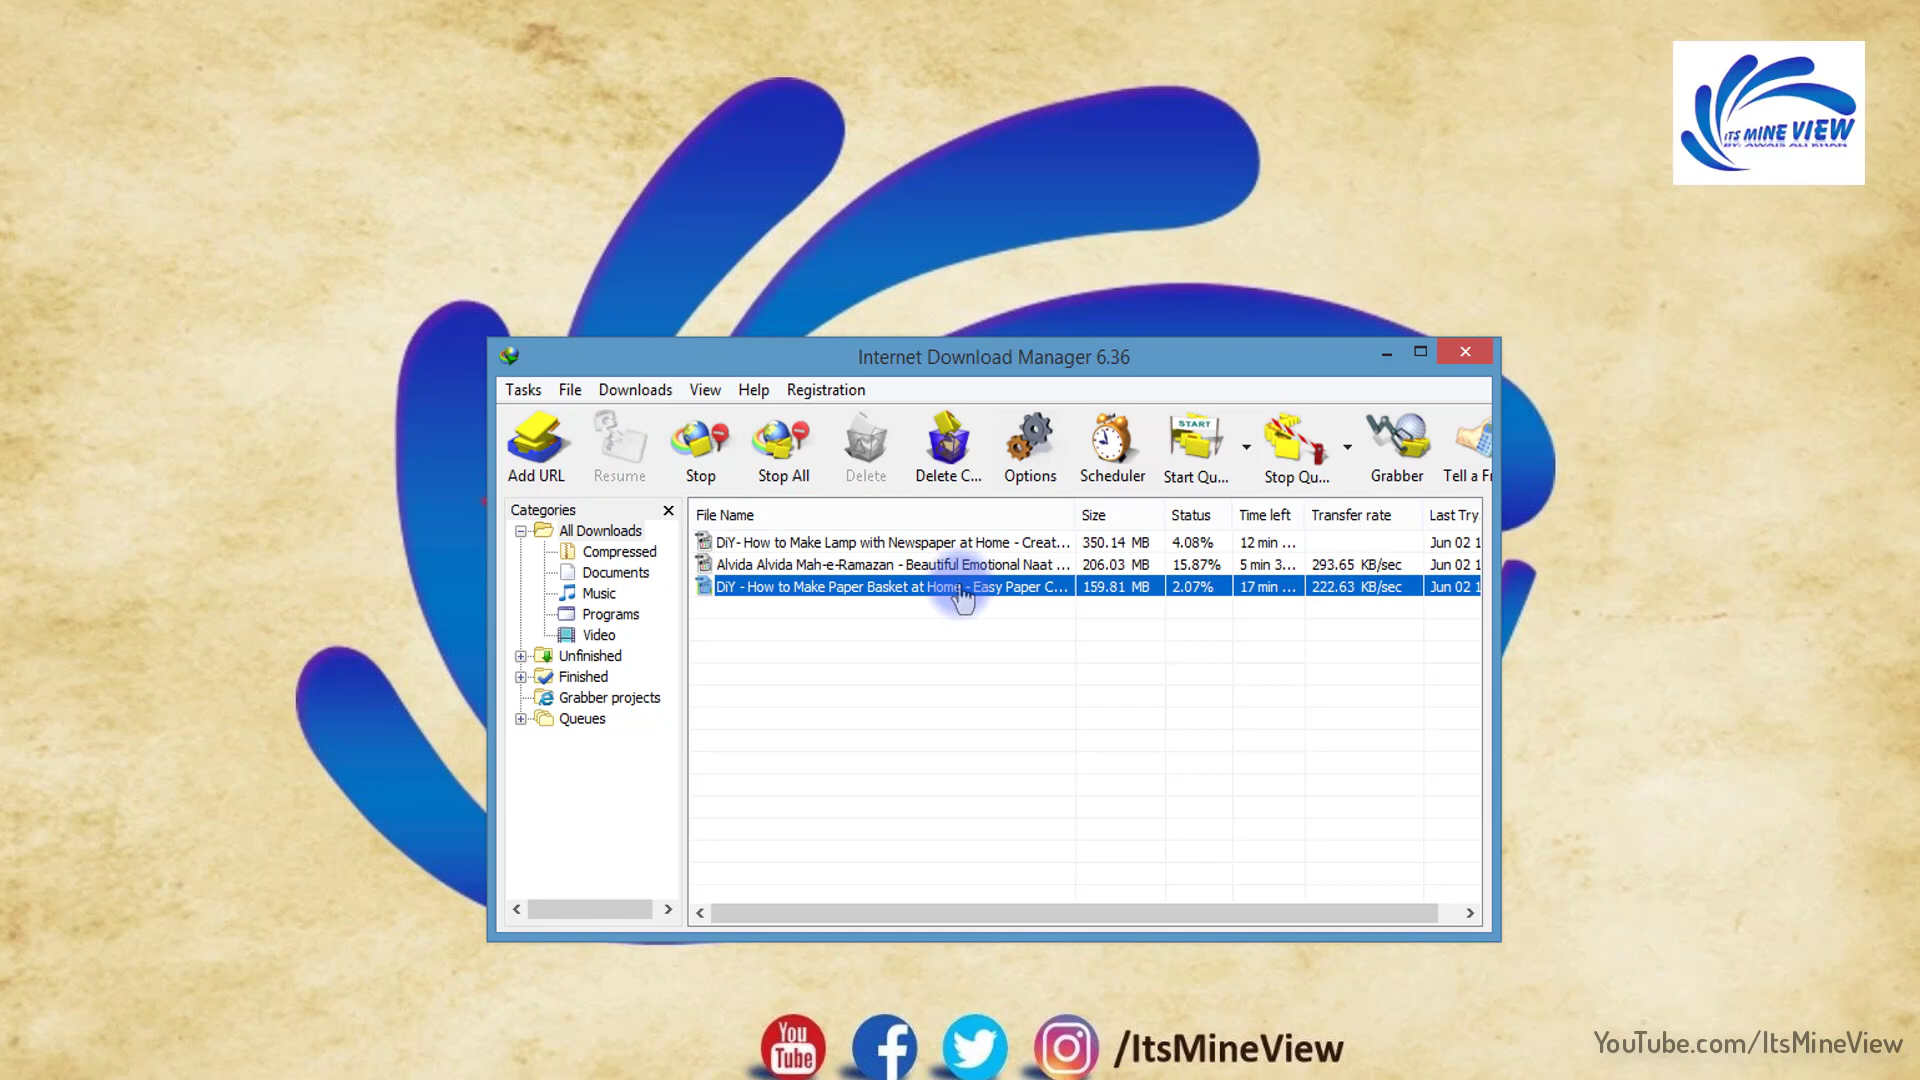 ITS MINE VIEW
BY: AWAIS ALI KHAN
Internet Download Manager 6.36
Tasks File Downloads View Help Registration
START
Add URL Resume Stop Stop All Delete Delete C... Options Scheduler Start Qu... Stop Qu... Grabber Tell a Fr
Categories
All Downloads
Compressed
Documents
Music
Programs
Video
Unfinished
Finished
Grabber projects
Queues
File Name Size Status Time left Transfer rate Last Try
DiY- How to Make Lamp with Newspaper at Home - Creat... 350.14 MB 4.08% 12 min ... Jun 02 1
Alvida Alvida Mah-e-Ramazan - Beautiful Emotional Naat ... 206.03 MB 15.87% 5 min 3... 293.65 KB/sec Jun 02 1
DiY - How to Make Paper Basket at Home - Easy Paper C... 159.81 MB 2.07% 17 min ... 222.63 KB/sec Jun 02 1
You
Tube
/ItsMineView
YouTube.com/ItsMineView